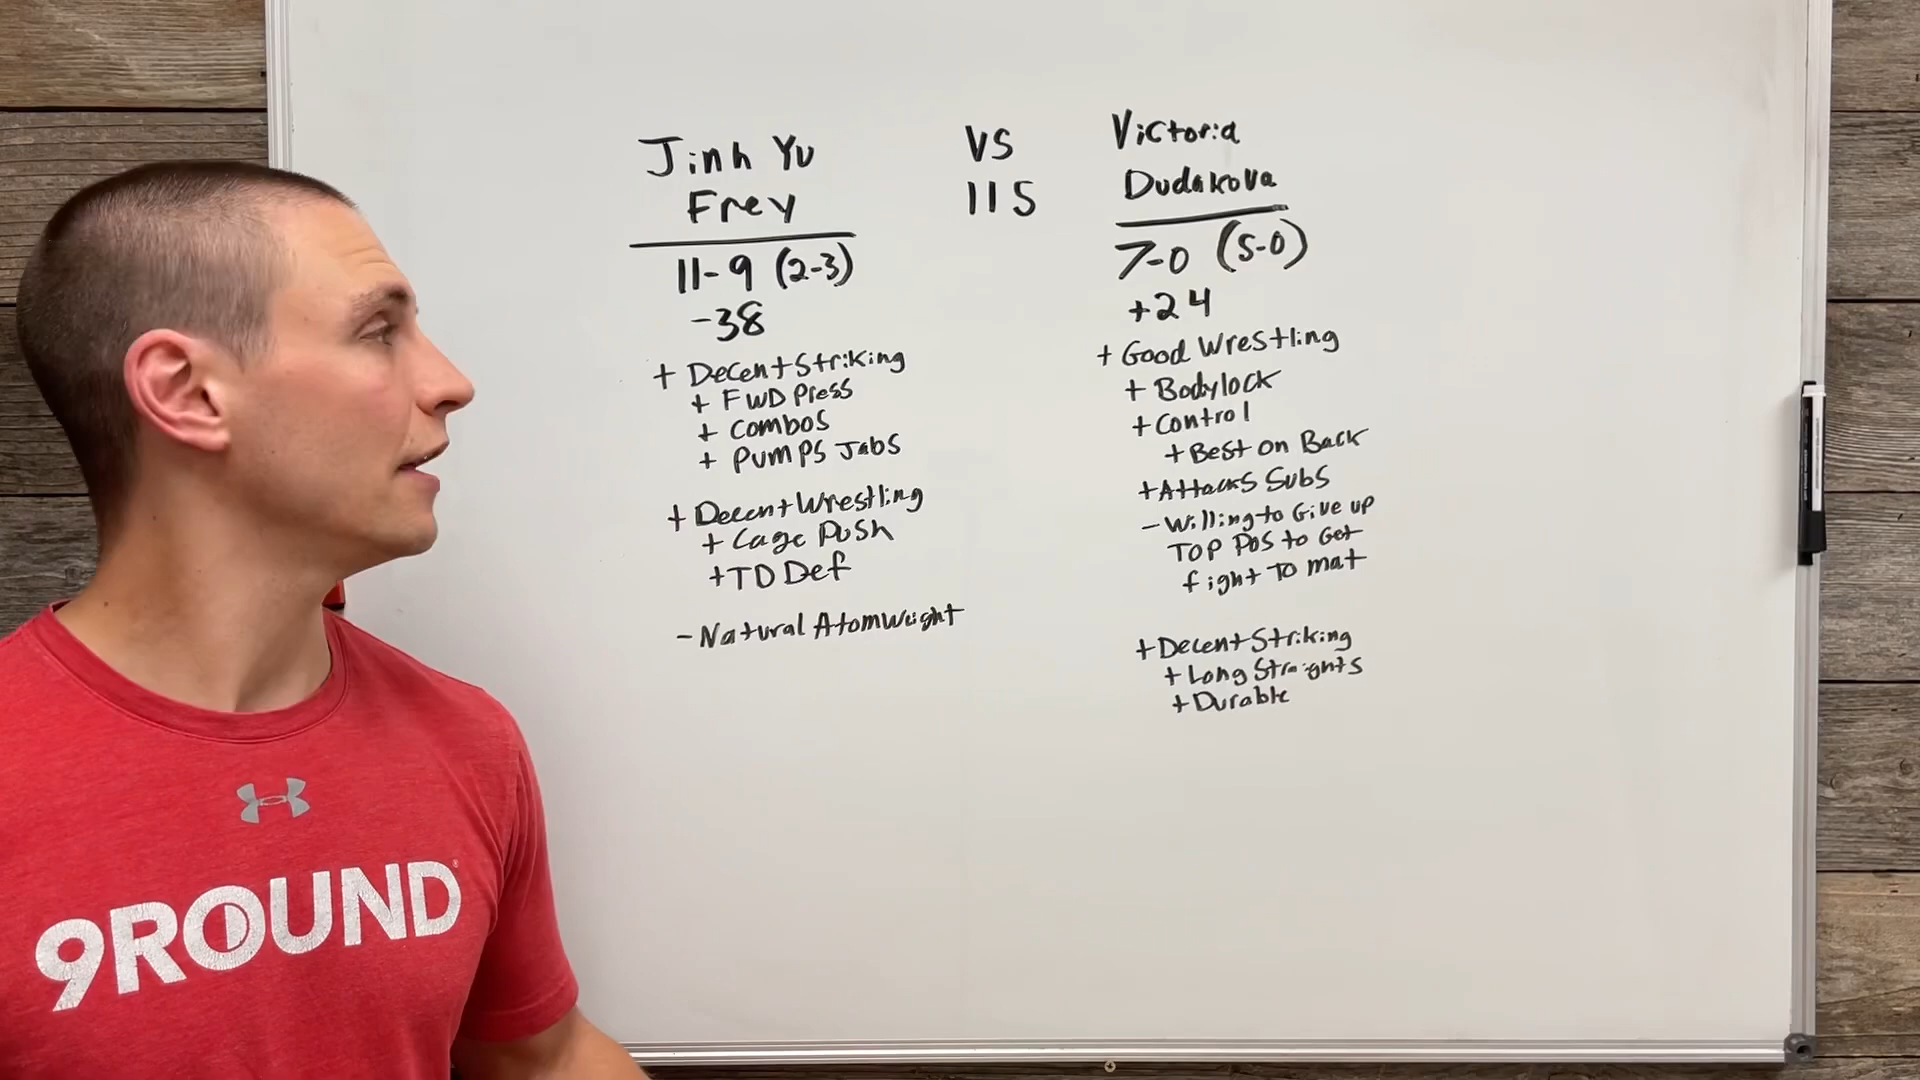 Jinh Yu
Frey
11-9 (2-3)
-38
+ Decent Striking
+ FWD Press
+ Combos
+ Pumps Jabs
+ Decent Wrestling
+ Cage Push
+ TD Def
- Natural Atomweight
VS
115
Victoria
Dudakova
7-0 (5-0)
+24
+ Good Wrestling
+ Bodylock
+ Control
+ Best on Back
+ Attacks Subs
- Willing to Give up
Top Pos to Get
fight To mat
+ Decent Striking
+ Long Straights
+ Durable
9ROUND